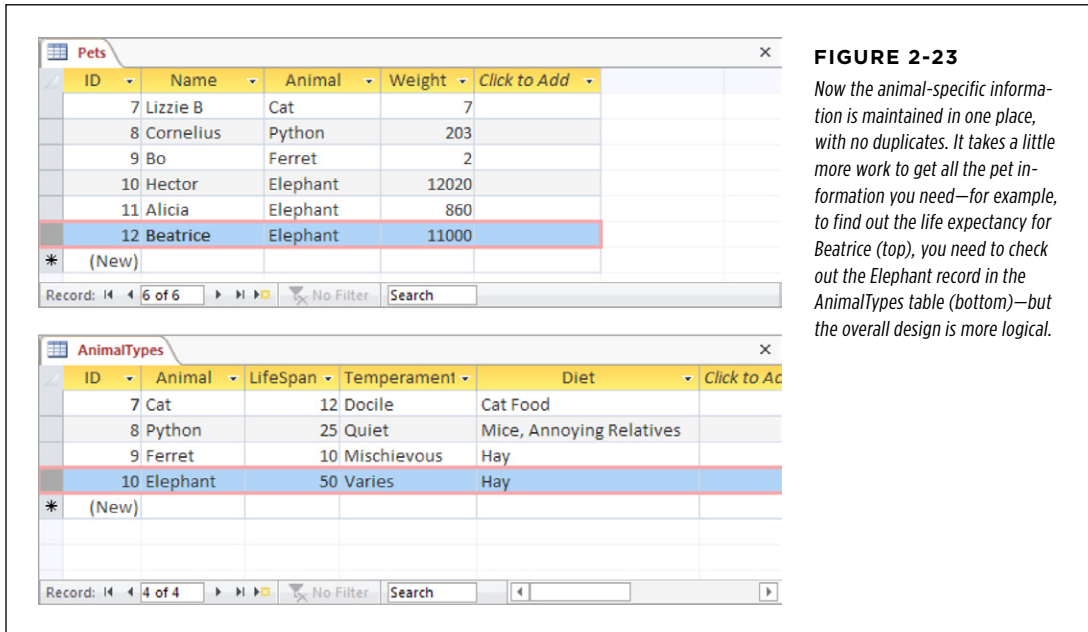 Pets
ID Name Animal Weight Click to Add
7 Lizzie B Cat 7
8 Cornelius Python 203
9 Bo Ferret 2
10 Hector Elephant 12020
11 Alicia Elephant 860
12 Beatrice Elephant 11000
* (New)
Record: 6 of 6 No Filter Search
AnimalTypes
ID Animal LifeSpan Temperament Diet Click to Ad
7 Cat 12 Docile Cat Food
8 Python 25 Quiet Mice, Annoying Relatives
9 Ferret 10 Mischievous Hay
10 Elephant 50 Varies Hay
* (New)
Record: 4 of 4 No Filter Search
FIGURE 2-23
Now the animal-specific informa-
tion is maintained in one place,
with no duplicates. It takes a little
more work to get all the pet in-
formation you need—for example,
to find out the life expectancy for
Beatrice (top), you need to check
out the Elephant record in the
AnimalTypes table (bottom)—but
the overall design is more logical.